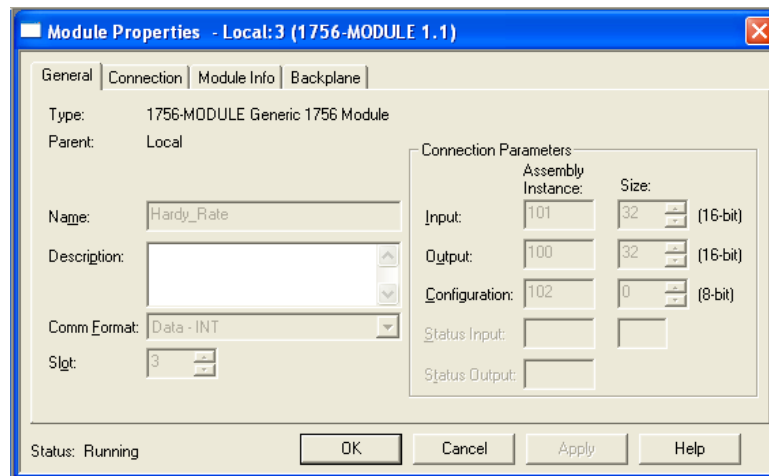 Module Properties - Local:3 (1756-MODULE 1.1)
General Connection Module Info Backplane
Type: 1756-MODULE Generic 1756 Module
Parent: Local
Connection Parameters
Assembly Instance: Size:
Name: Hardy_Rate
Input: 101 32 (16-bit)
Description:
Output: 100 32 (16-bit)
Configuration: 102 0 (8-bit)
Comm Format: Data - INT
Status Input:
Slot: 3
Status Output:
Status: Running
OK Cancel Apply Help